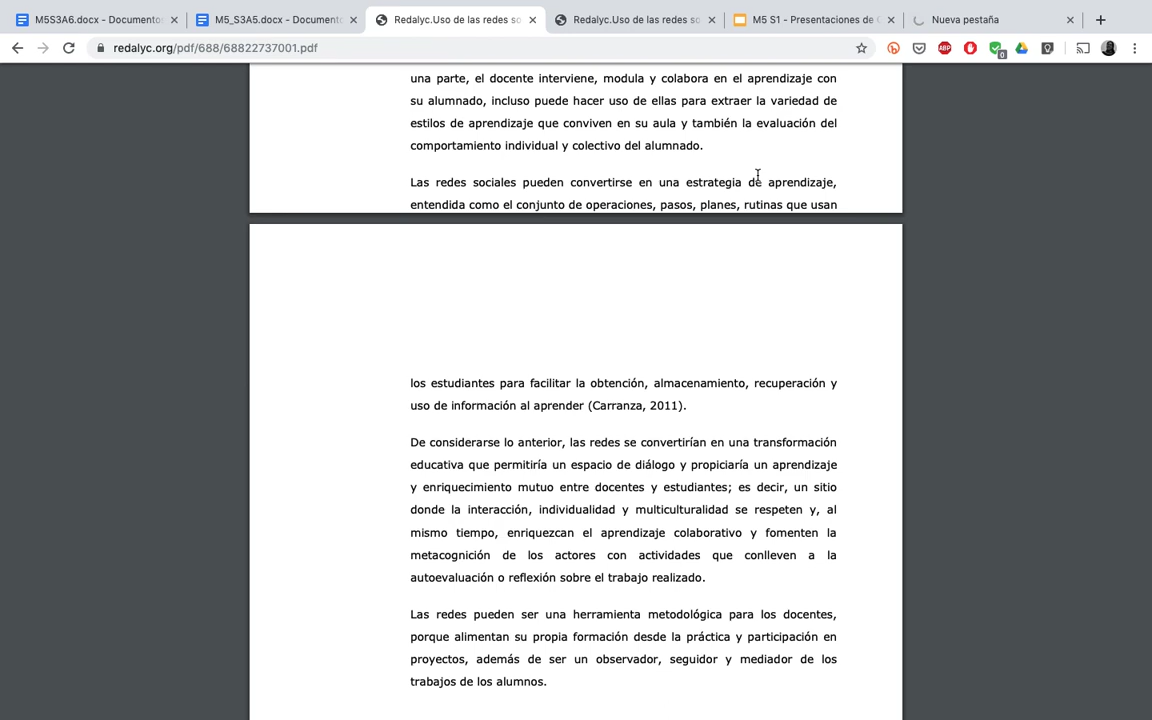 M5S3A6.docx - Documentos
M5_S3A5.docx - Documento
Redalyc.Uso de las redes so
Redalyc.Uso de las redes so
M5 S1 - Presentaciones de G
Nueva pestaña
redalyc.org/pdf/688/68822737001.pdf
ABP
0
una parte, el docente interviene, modula y colabora en el aprendizaje con
su alumnado, incluso puede hacer uso de ellas para extraer la variedad de
estilos de aprendizaje que conviven en su aula y también la evaluación del
comportamiento individual y colectivo del alumnado.
Las redes sociales pueden convertirse en una estrategia de aprendizaje,
entendida como el conjunto de operaciones, pasos, planes, rutinas que usan
los estudiantes para facilitar la obtención, almacenamiento, recuperación y
uso de información al aprender (Carranza, 2011).
De considerarse lo anterior, las redes se convertirían en una transformación
educativa que permitiría un espacio de diálogo y propiciaría un aprendizaje
y enriquecimiento mutuo entre docentes y estudiantes; es decir, un sitio
donde la interacción, individualidad y multiculturalidad se respeten y, al
mismo tiempo, enriquezcan el aprendizaje colaborativo y fomenten la
metacognición de los actores con actividades que conlleven a la
autoevaluación o reflexión sobre el trabajo realizado.
Las redes pueden ser una herramienta metodológica para los docentes,
porque alimentan su propia formación desde la práctica y participación en
proyectos, además de ser un observador, seguidor y mediador de los
trabajos de los alumnos.